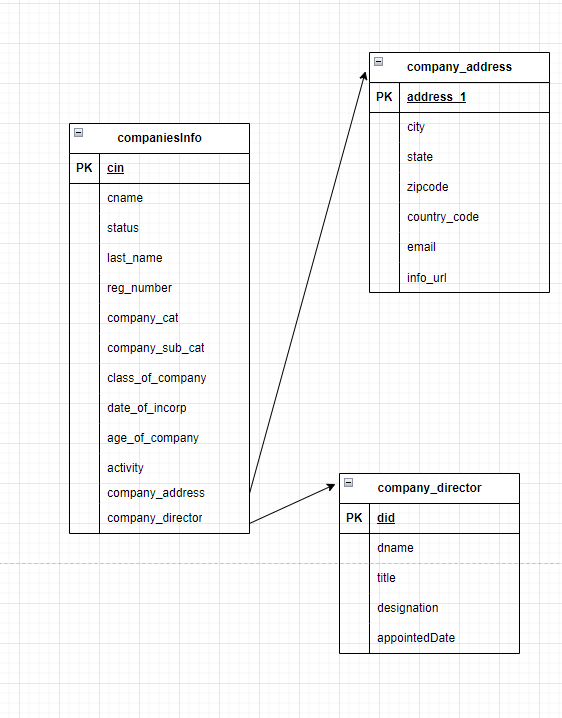 companiesInfo
PK cin
cname
status
last_name
reg_number
company_cat
company_sub_cat
class_of_company
date_of_incorp
age_of_company
activity
company_address
company_director
company_address
PK address_1
city
state
zipcode
country_code
email
info_url
company_director
PK did
dname
title
designation
appointedDate